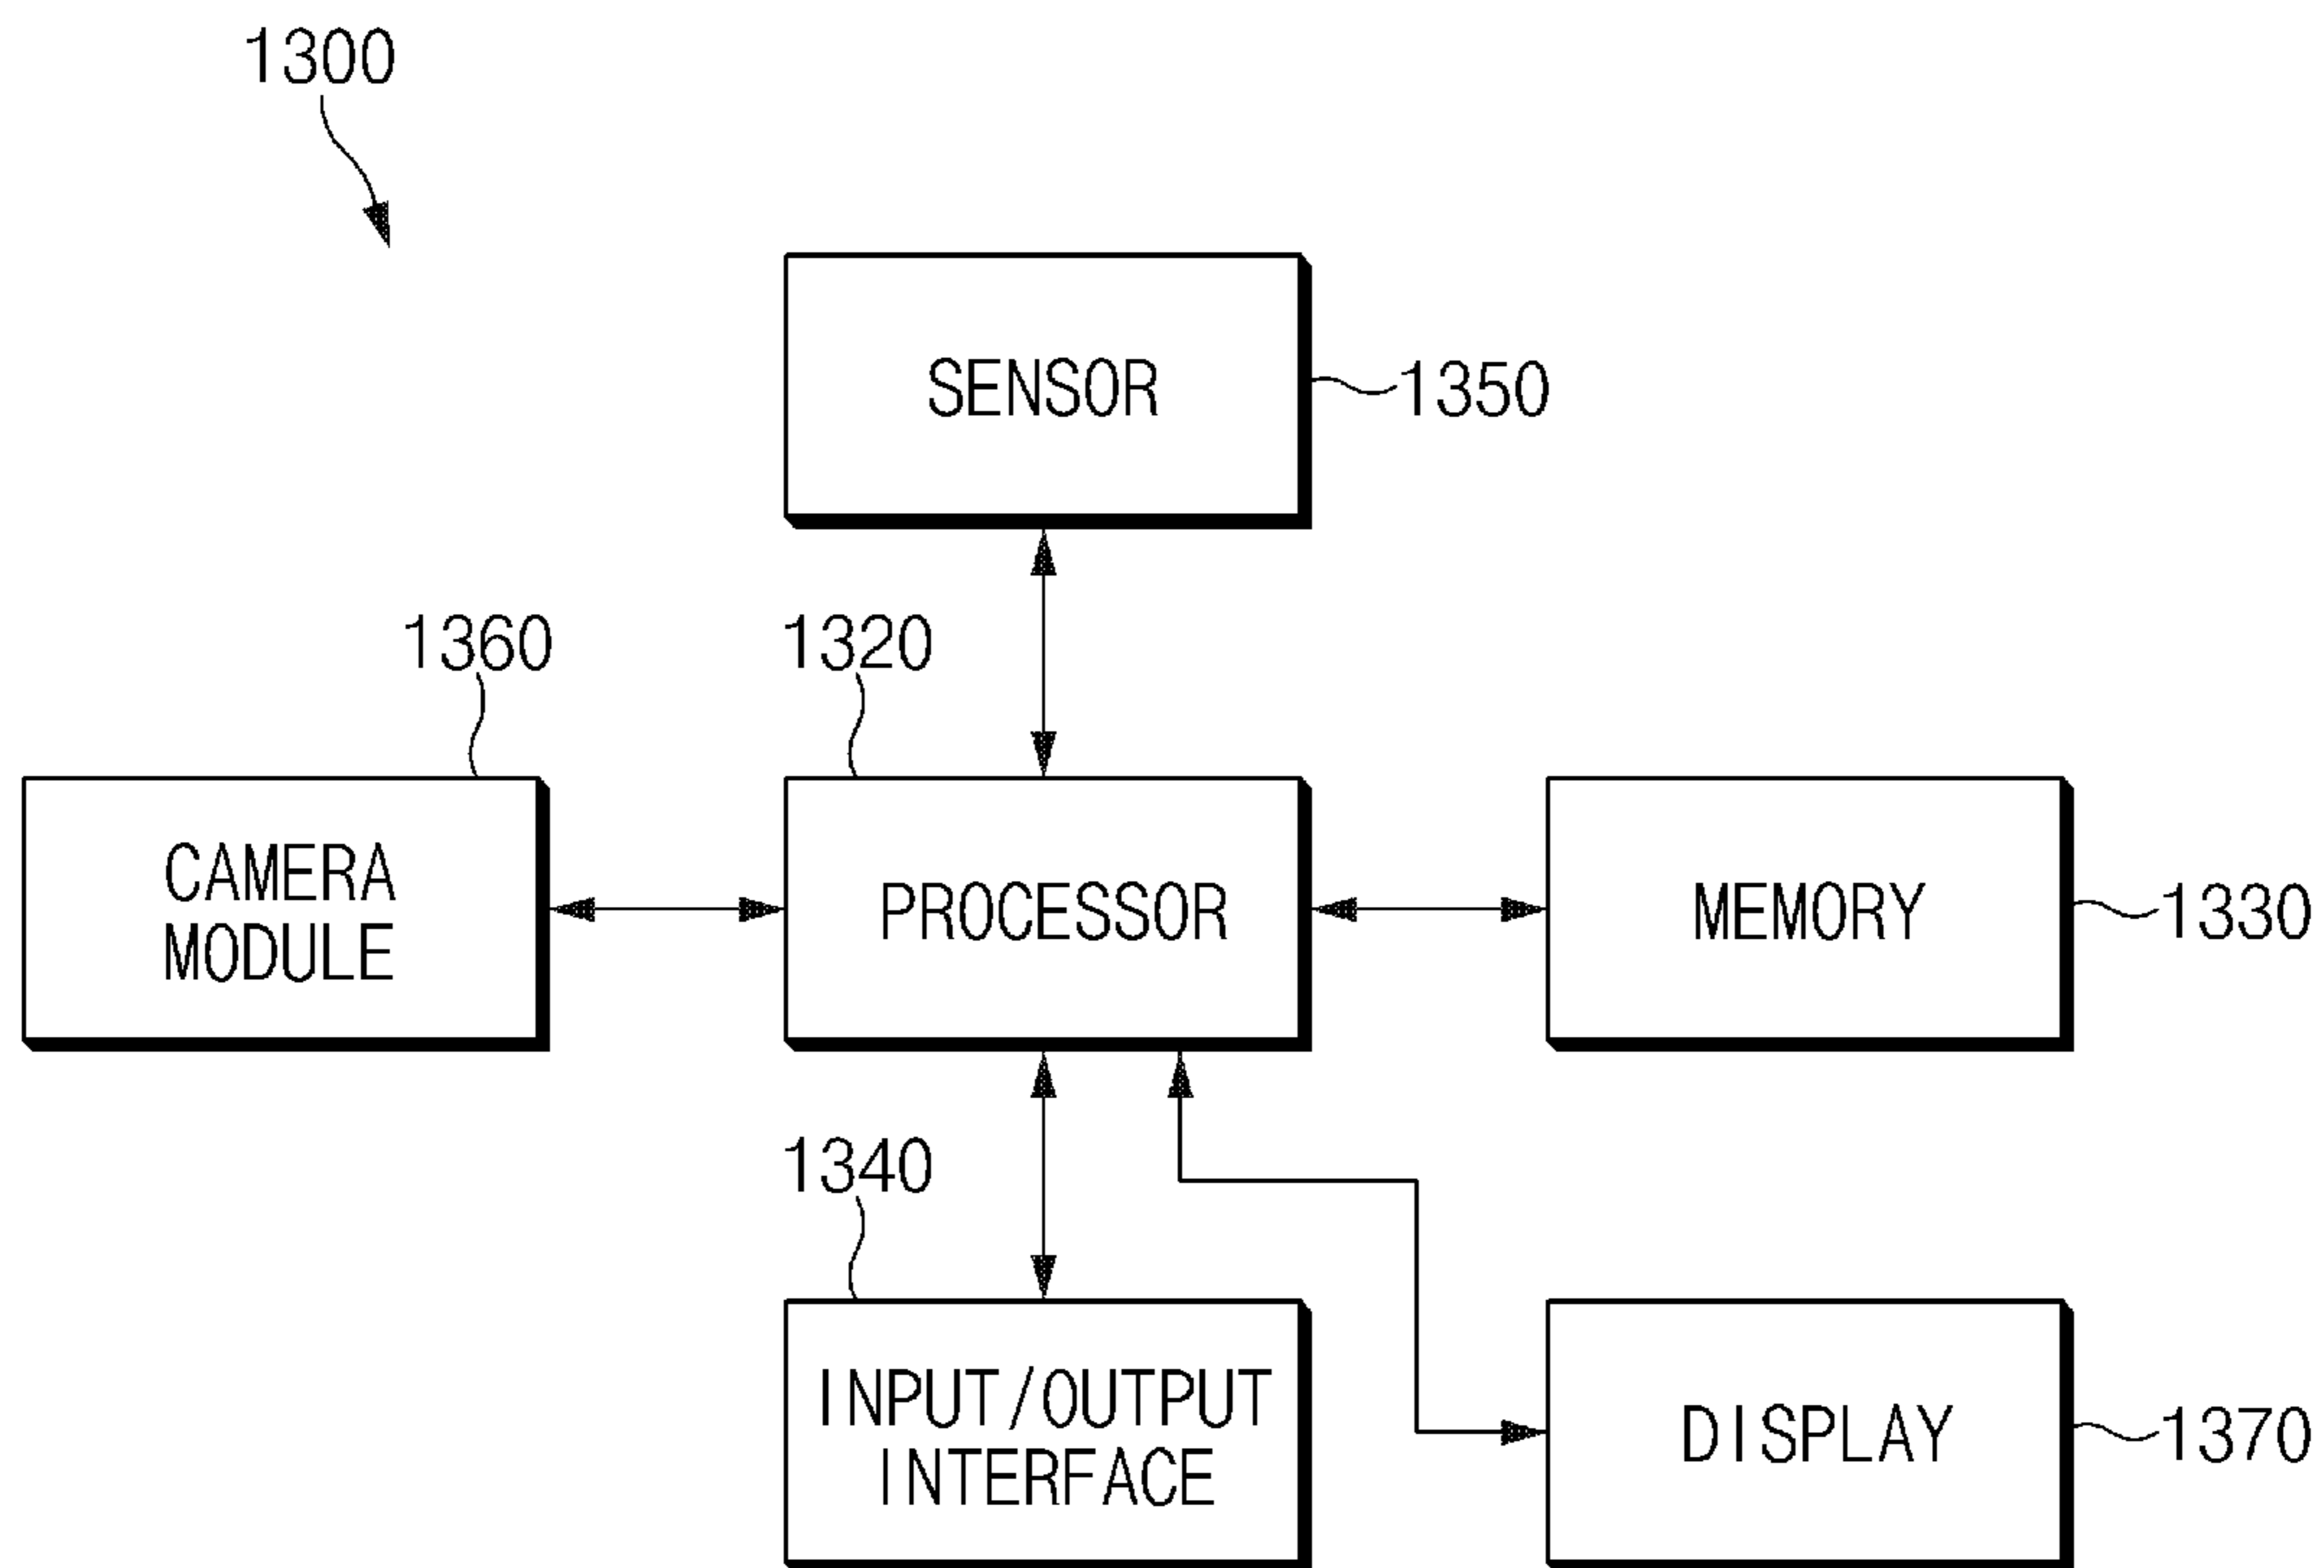 1300
SENSOR
1350
1360
1320
CAMERA
MODULE
PROCESSOR
MEMORY
1330
1340
INPUT/OUTPUT
INTERFACE
DISPLAY
1370